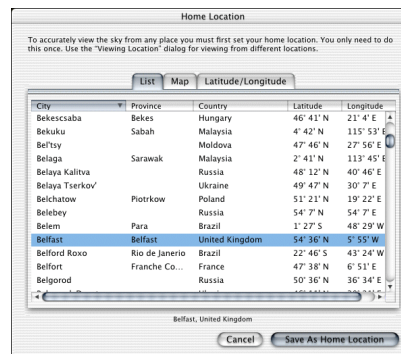 Home Location
To accurately view the sky from any place you must first set your home location. You only need to do
this once. Use the "Viewing Location" dialog for viewing from different locations.
List Map Latitude/Longitude
City Province Country Latitude Longitude
Bekescsaba Bekes Hungary 46° 41' N 21° 4' E
Bekuku Sabah Malaysia 4° 42' N 115° 53' E
Bel'tsy Moldova 47° 46' N 27° 56' E
Belaga Sarawak Malaysia 2° 41' N 113° 45' E
Belaya Kalitva Russia 48° 12' N 40° 46' E
Belaya Tserkov' Ukraine 49° 47' N 30° 7' E
Belchatow Piotrkow Poland 51° 21' N 19° 22' E
Belebey Russia 54° 7' N 54° 7' E
Belem Para Brazil 1° 27' S 48° 29' W
Belfast Belfast United Kingdom 54° 36' N 5° 55' W
Belford Roxo Rio de Janerio Brazil 22° 46' S 43° 24' W
Belfort Franche Co... France 47° 38' N 6° 51' E
Belgorod Russia 50° 36' N 36° 34' E
Belfast, United Kingdom
Cancel Save As Home Location